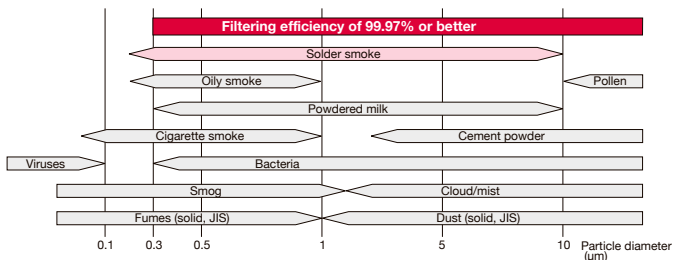 Filtering efficiency of 99.97% or better
Solder smoke
Oily smoke Pollen
Powdered milk
Cigarette smoke Cement powder
Viruses Bacteria
Smog Cloud/mist
Fumes (solid, JIS) Dust (solid, JIS)
0.1 0.3 0.5 1 5 10 Particle diameter
(um)